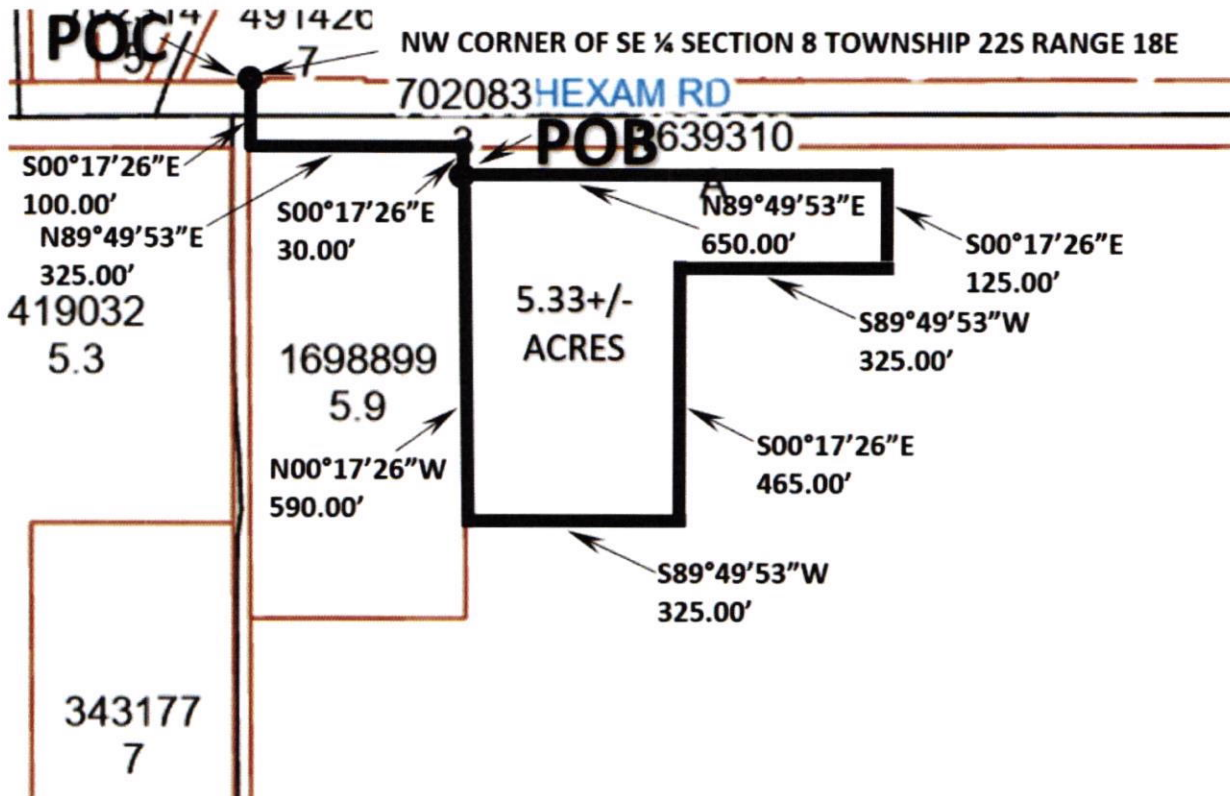 POC
5
491426
7
NW CORNER OF SE ¼ SECTION 8 TOWNSHIP 22S RANGE 18E
702083
HEXAM RD
POB
639310
A
S00°17'26"E
100.00'
N89°49'53"E
325.00'
S00°17'26"E
30.00'
N89°49'53"E
650.00'
S00°17'26"E
125.00'
S89°49'53"W
325.00'
419032
5.3
1698899
5.9
5.33+/-
ACRES
N00°17'26"W
590.00'
S00°17'26"E
465.00'
S89°49'53"W
325.00'
343177
7